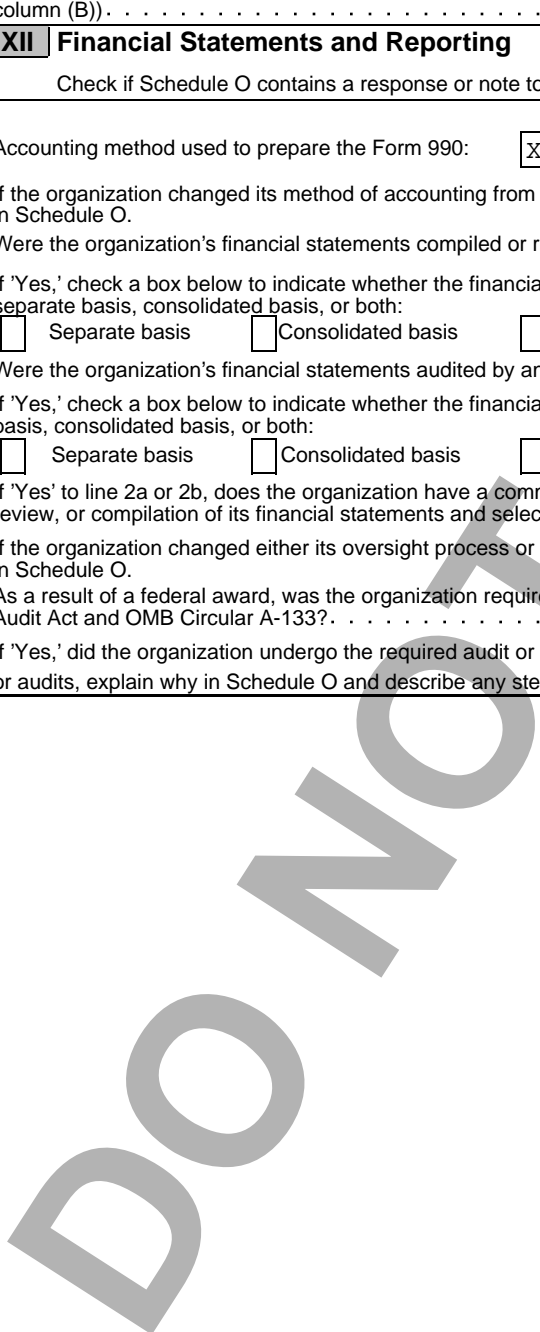 column (B))
XII Financial Statements and Reporting
Check if Schedule O contains a response or note to
Accounting method used to prepare the Form 990: X
If the organization changed its method of accounting from
in Schedule O.
Were the organization's financial statements compiled or r
If 'Yes,' check a box below to indicate whether the financia
separate basis, consolidated basis, or both:
Separate basis Consolidated basis
Were the organization's financial statements audited by an
If 'Yes,' check a box below to indicate whether the financia
basis, consolidated basis, or both:
Separate basis Consolidated basis
If 'Yes' to line 2a or 2b, does the organization have a comm
review, or compilation of its financial statements and selec
If the organization changed either its oversight process or
in Schedule O.
As a result of a federal award, was the organization require
Audit Act and OMB Circular A-133?
If 'Yes,' did the organization undergo the required audit or
or audits, explain why in Schedule O and describe any ste
DO NOT